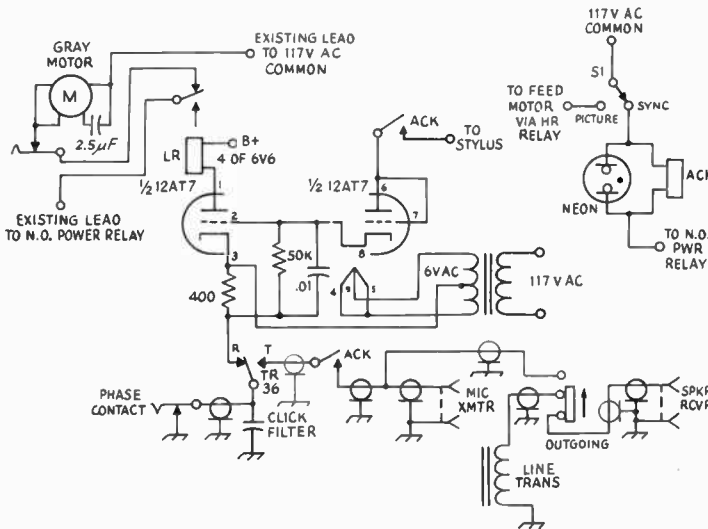 GRAY
MOTOR
M
2.5µF
EXISTING LEAD
TO 117V AC
COMMON
LR
B+
4 OF 6V6
½ 12AT7
1
2
3
EXISTING LEAD
TO N.O. POWER RELAY
ACK
TO
STYLUS
½ 12AT7
6
7
8
50K
.01
400
4
9
5
6VAC
117 V AC
117V AC
COMMON
S1
SYNC
TO FEED
MOTOR
VIA HR
RELAY
PICTURE
NEON
ACK
TO N.O.
PWR
RELAY
R
T
TR
36
ACK
PHASE
CONTACT
CLICK
FILTER
MIC
XMTR
LINE
TRANS
OUTGOING
SPKR
RCVR